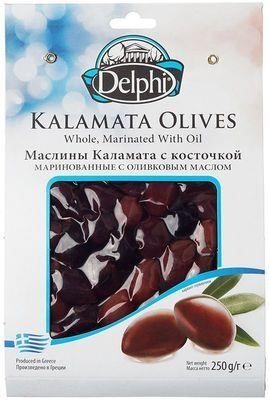 Delphi
KALAMATA OLIVES
Whole, Marinated With Oil
Маслины Каламата с косточкой
МАРИНОВАННЫЕ С ОЛИВКОВЫМ МАСЛОМ
Produced in Greece
Произведено в Греции
Net weight
Масса нетто
250 g/г